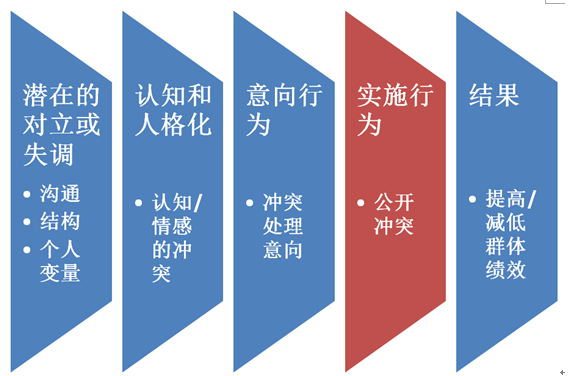 潜在的
对立或
失调
• 沟通
• 结构
• 个人
变量
认知和
人格化
• 认知/
情感
的冲
突
意向行
为
• 冲突
处理
意向
实施行
为
• 公开
冲突
结果
• 提高/
减低
群体
绩效